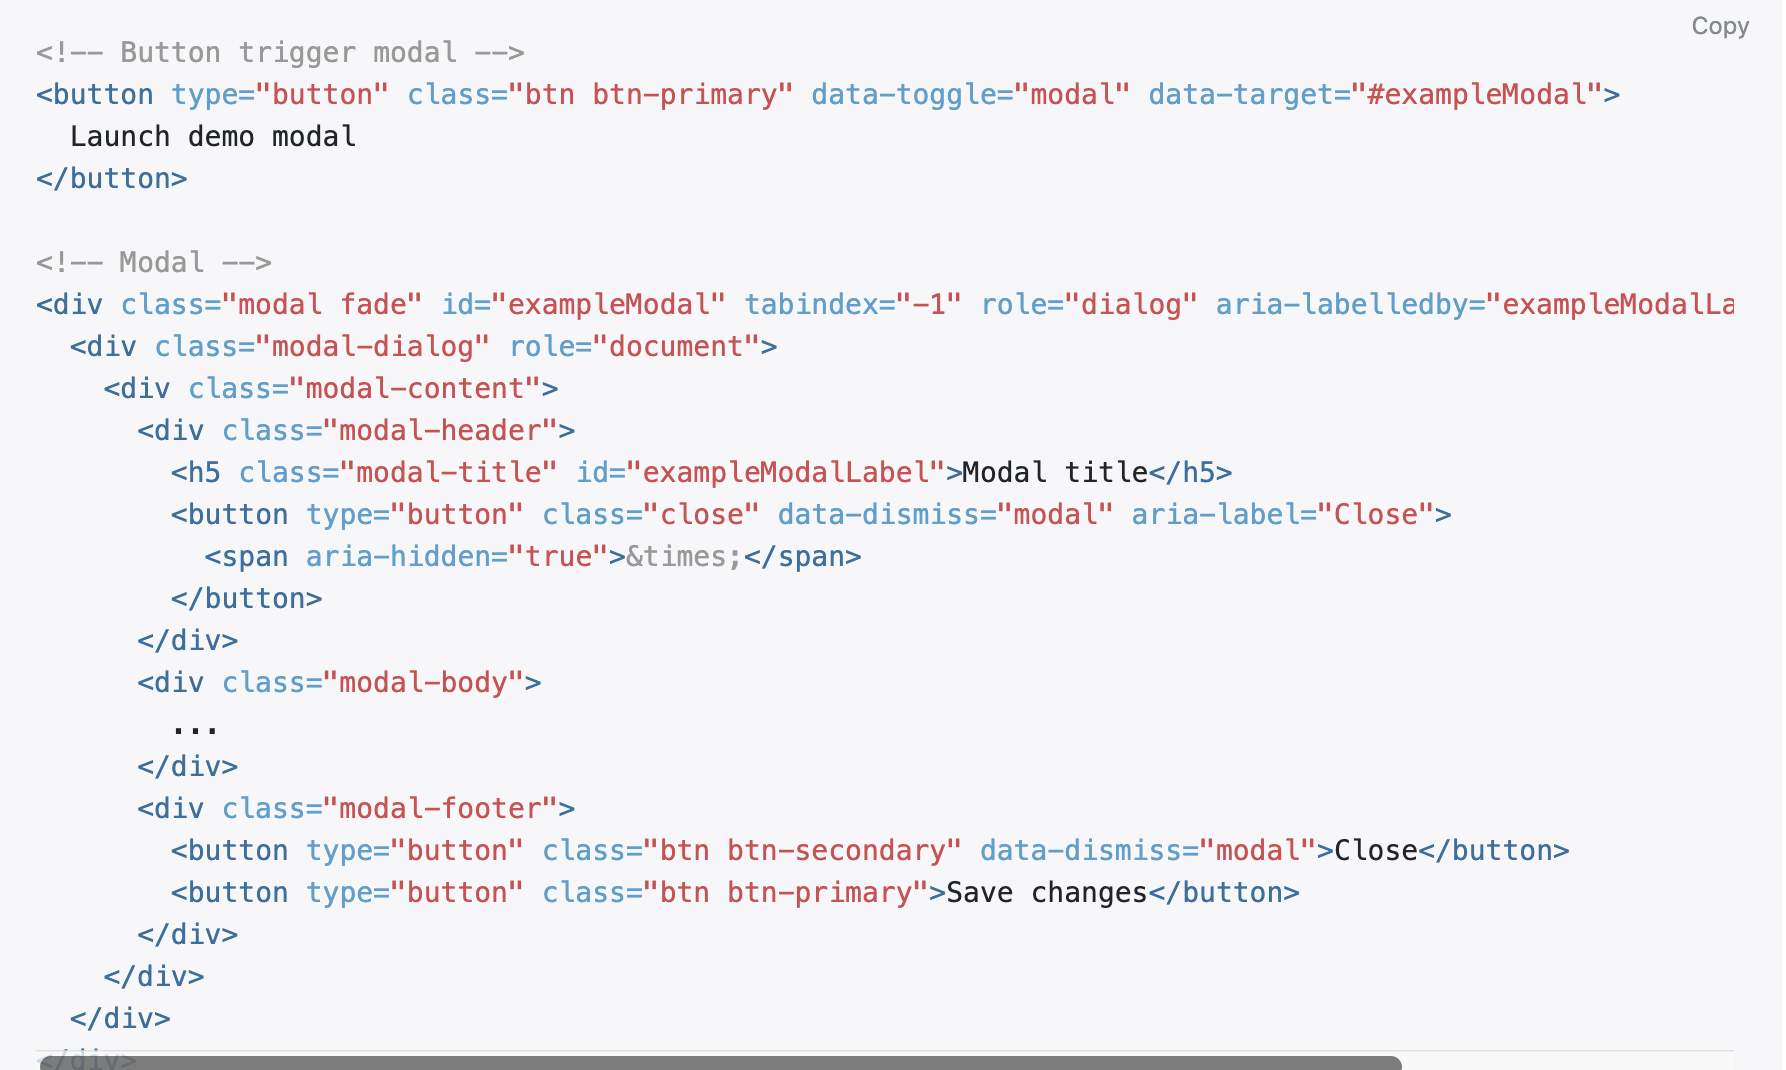 Copy
<!-- Button trigger modal -->
<button type="button" class="btn btn-primary" data-toggle="modal" data-target="#exampleModal">
  Launch demo modal
</button>

<!-- Modal -->
<div class="modal fade" id="exampleModal" tabindex="-1" role="dialog" aria-labelledby="exampleModalLa
  <div class="modal-dialog" role="document">
    <div class="modal-content">
      <div class="modal-header">
        <h5 class="modal-title" id="exampleModalLabel">Modal title</h5>
        <button type="button" class="close" data-dismiss="modal" aria-label="Close">
          <span aria-hidden="true">&times;</span>
        </button>
      </div>
      <div class="modal-body">
        ...
      </div>
      <div class="modal-footer">
        <button type="button" class="btn btn-secondary" data-dismiss="modal">Close</button>
        <button type="button" class="btn btn-primary">Save changes</button>
      </div>
    </div>
  </div>
</div>